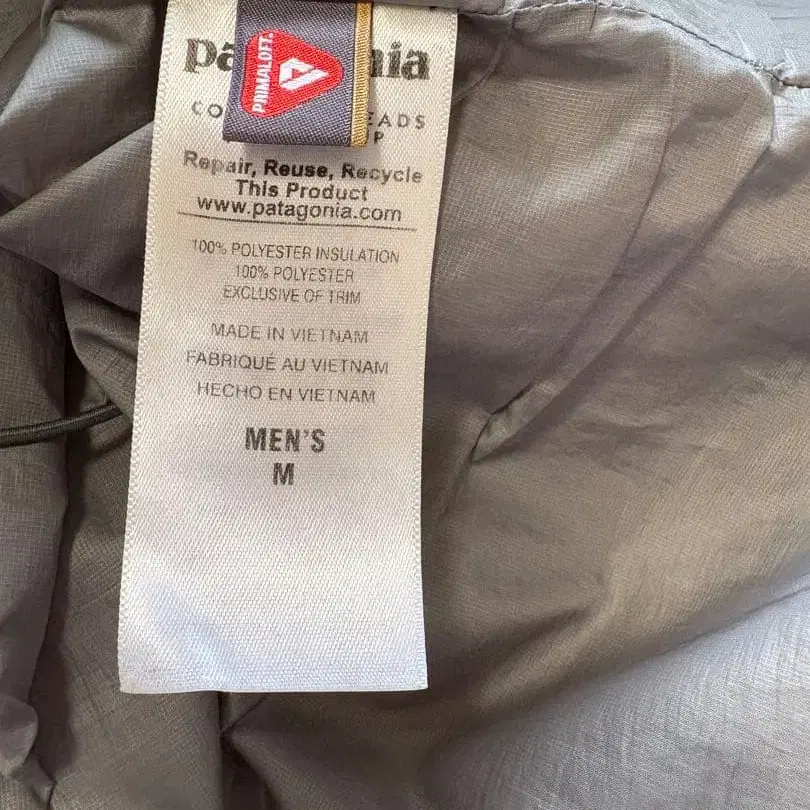 PRIMALOFT
pa nia
CO EADS
P
Repair, Reuse, Recycle
This Product
www.patagonia.com
100% POLYESTER INSULATION
100% POLYESTER
EXCLUSIVE OF TRIM
MADE IN VIETNAM
FABRIQUÉ AU VIETNAM
HECHO EN VIETNAM
MEN'S
M